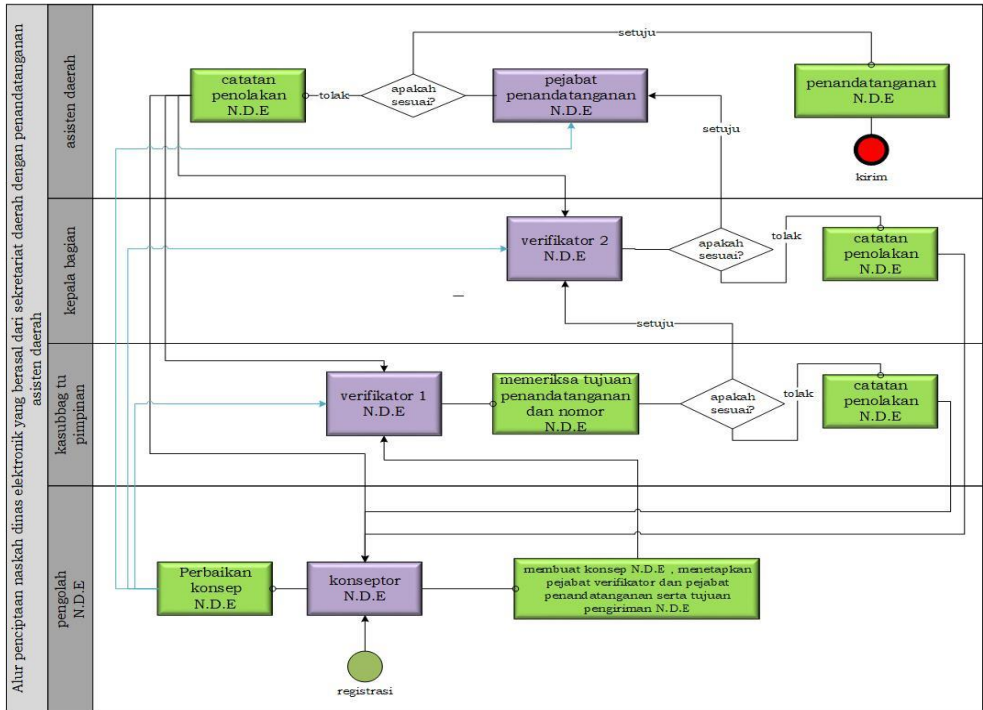 Alur penciptaan naskah dinas elektronik yang berasal dari sekretariat daerah dengan penandatanganan
asisten daerah
asisten daerah
catatan
penolakan
N.D.E
tolak
apakah
sesuai?
setuju
pejabat
penandatanganan
N.D.E
penandatanganan
N.D.E
kirim
setuju
kepala bagian
verifikator 2
N.D.E
apakah
sesuai?
tolak
catatan
penolakan
N.D.E
setuju
kasubbag tu
pimpinan
verifikator 1
N.D.E
memeriksa tujuan
penandatanganan
dan nomor
N.D.E
apakah
sesuai?
tolak
catatan
penolakan
N.D.E
pengolah
N.D.E
Perbaikan
konsep
N.D.E
konseptor
N.D.E
membuat konsep N.D.E , menetapkan
pejabat verifikator dan pejabat
penandatanganan serta tujuan
pengiriman N.D.E
registrasi